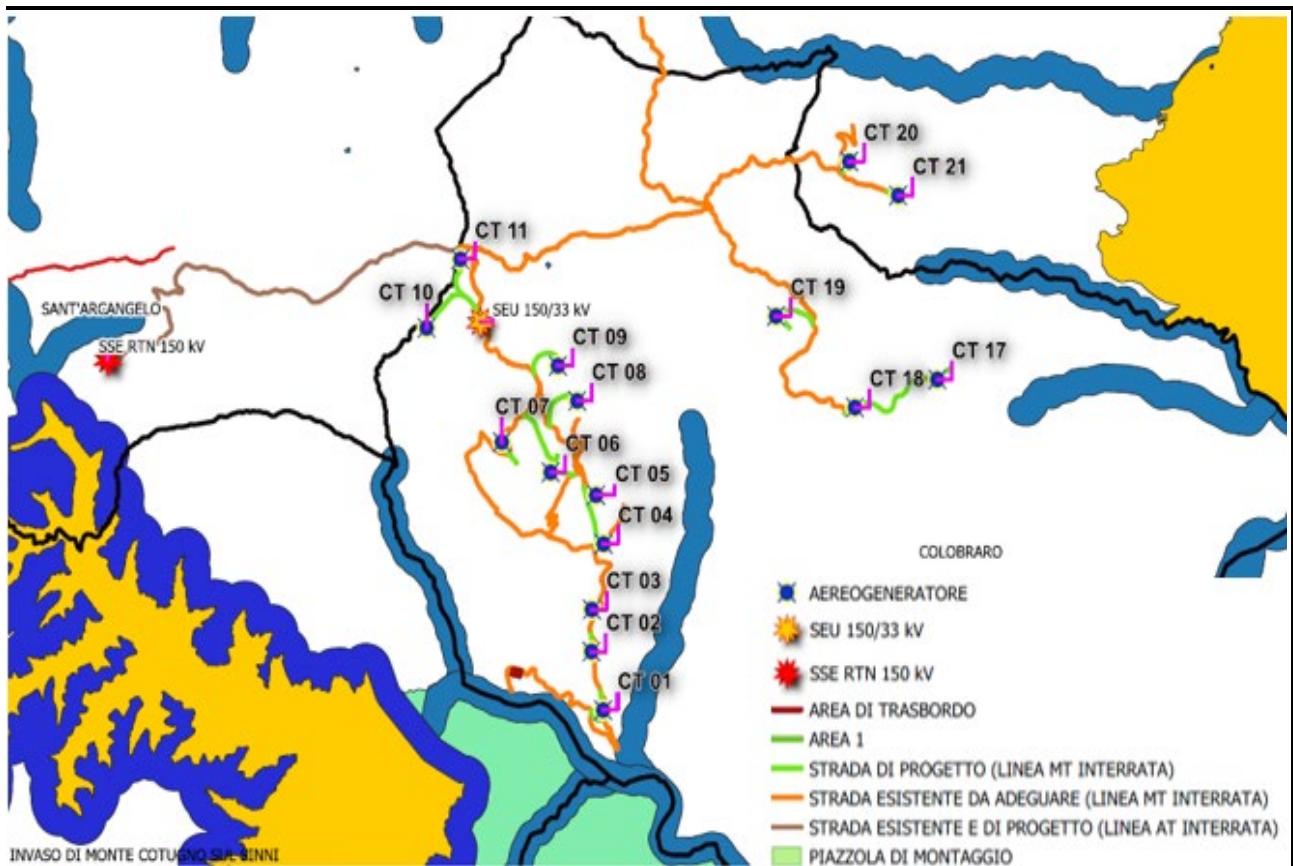 CT 20
CT 21
CT 11
CT 19
CT 10
SANT'ARCANGELO
SEU 150/33 kV
SSE RTN 150 kV
CT 09
CT 17
CT 08
CT 18
CT 07
CT 06
CT 05
CT 04
COLOBRARO
CT 03
CT 02
CT 01
AEREOGENERATORE
SEU 150/33 kV
SSE RTN 150 kV
AREA DI TRASBORDO
AREA 1
STRADA DI PROGETTO (LINEA MT INTERRATA)
STRADA ESISTENTE DA ADEGUARE (LINEA MT INTERRATA)
STRADA ESISTENTE E DI PROGETTO (LINEA AT INTERRATA)
PIAZZOLA DI MONTAGGIO
INVASO DI MONTE COTUGNO SUL SINNI